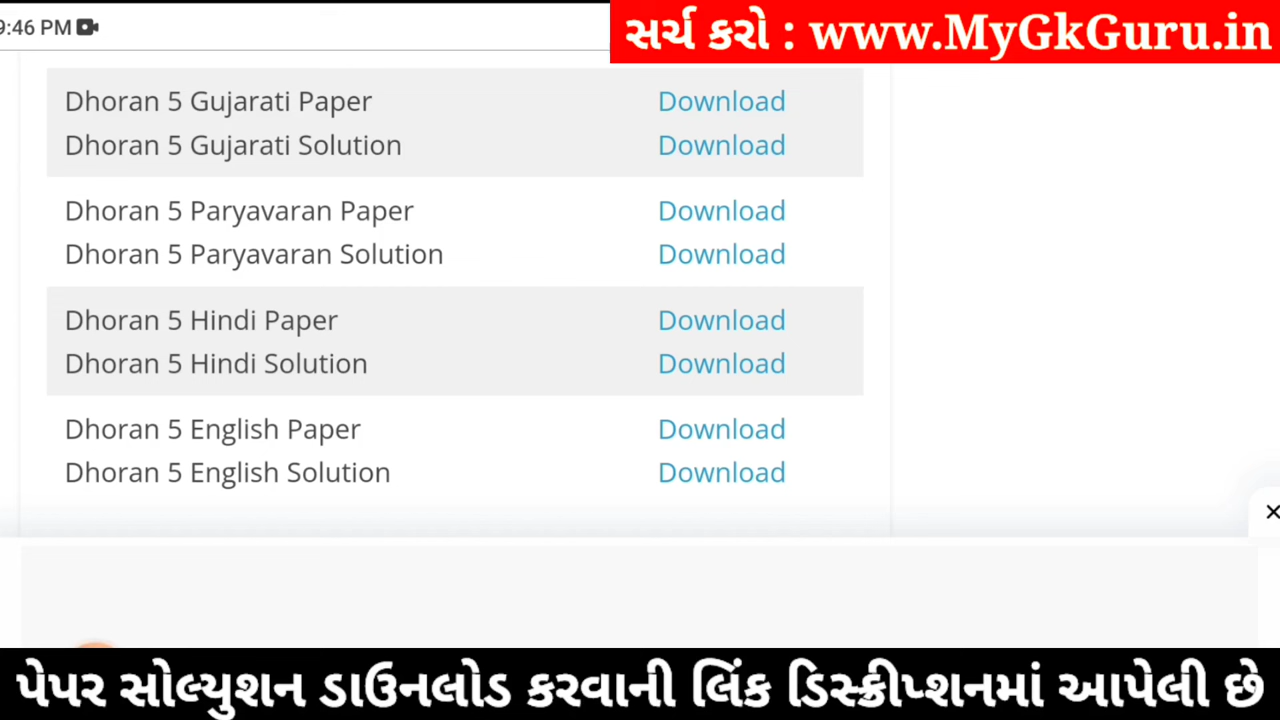 9:46 PM
સર્ચ કરો : www.MyGkGuru.in
Dhoran 5 Gujarati Paper Download
Dhoran 5 Gujarati Solution Download
Dhoran 5 Paryavaran Paper Download
Dhoran 5 Paryavaran Solution Download
Dhoran 5 Hindi Paper Download
Dhoran 5 Hindi Solution Download
Dhoran 5 English Paper Download
Dhoran 5 English Solution Download
પેપર સોલ્યુશન ડાઉનલોડ કરવાની લિંક ડિસ્ક્રીપ્શનમાં આપેલી છે